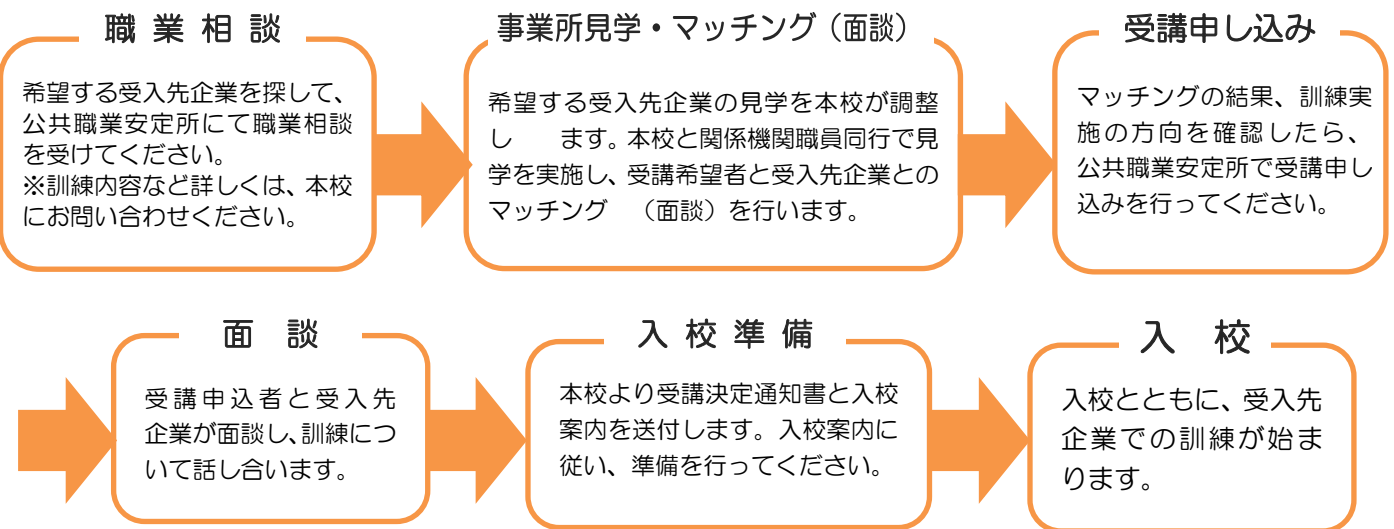 職業相談
希望する受入先企業を探して、
公共職業安定所にて職業相談
を受けてください。
※訓練内容など詳しくは、本校
にお問い合わせください。
事業所見学・マッチング（面談）
希望する受入先企業の見学を本校が調整
し　　ます。本校と関係機関職員同行で見
学を実施し、受講希望者と受入先企業との
マッチング　（面談）を行います。
受講申し込み
マッチングの結果、訓練実
施の方向を確認したら、
公共職業安定所で受講申し
込みを行ってください。
面　談
受講申込者と受入先
企業が面談し、訓練につ
いて話し合います。
入校準備
本校より受講決定通知書と入校
案内を送付します。入校案内に
従い、準備を行ってください。
入　校
入校とともに、受入先
企業での訓練が始ま
ります。